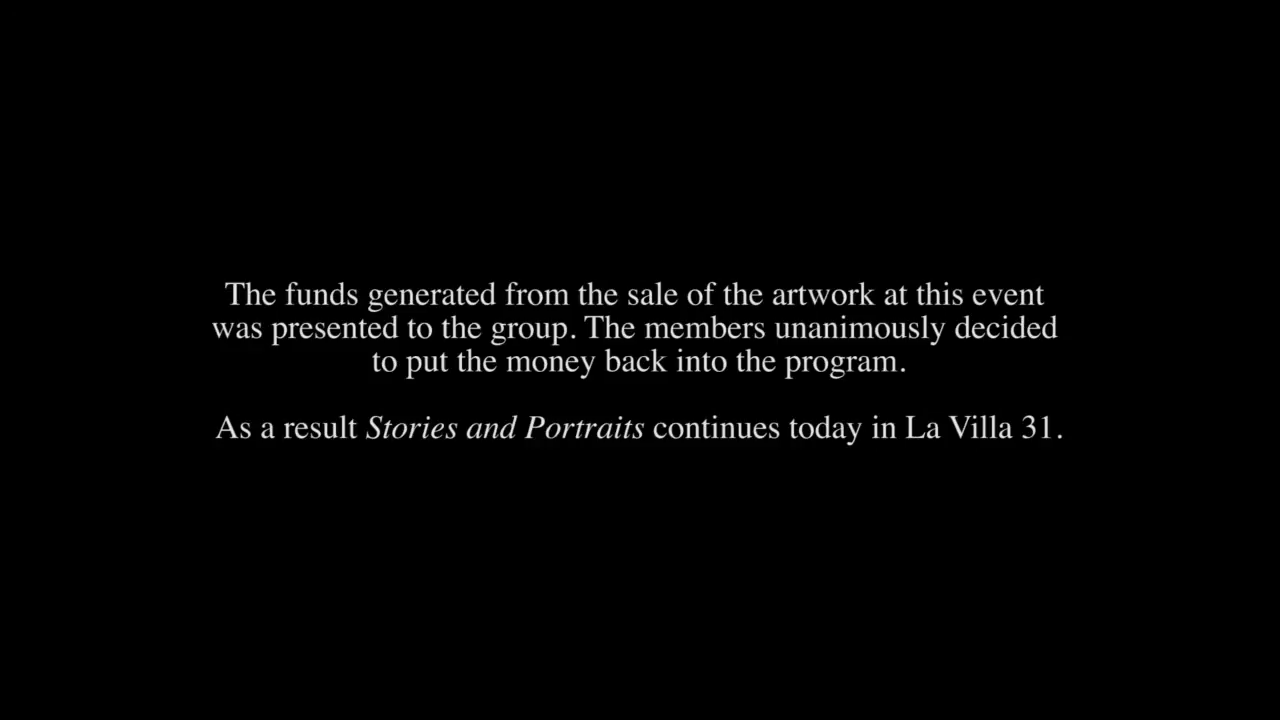 The funds generated from the sale of the artwork at this event
was presented to the group. The members unanimously decided
to put the money back into the program.
As a result Stories and Portraits continues today in La Villa 31.